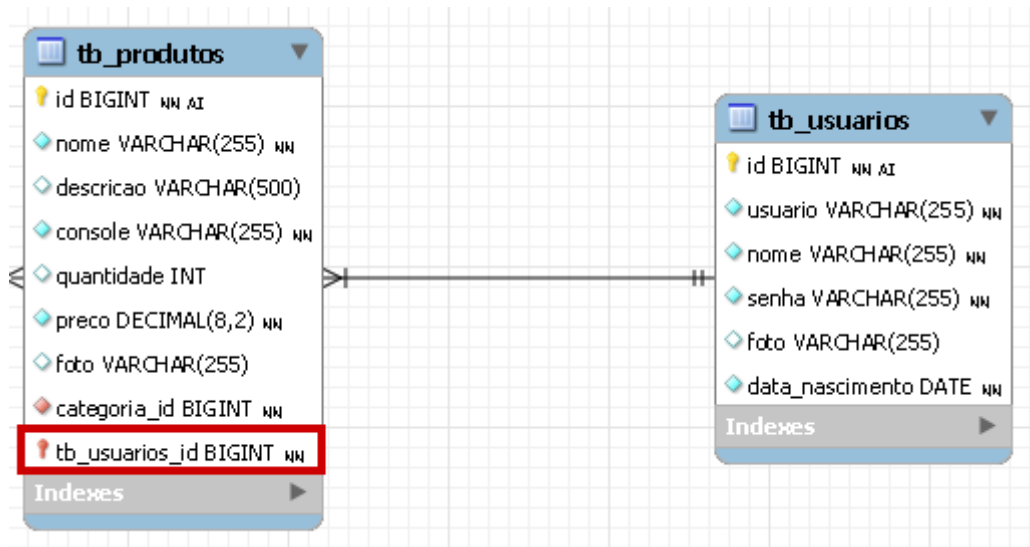 tb_produtos
id BIGINT NN AI
nome VARCHAR(255) NN
descricao VARCHAR(500)
console VARCHAR(255) NN
quantidade INT
preco DECIMAL(8,2) NN
foto VARCHAR(255)
categoria_id BIGINT NN
tb_usuarios_id BIGINT NN
Indexes
tb_usuarios
id BIGINT NN AI
usuario VARCHAR(255) NN
nome VARCHAR(255) NN
senha VARCHAR(255) NN
foto VARCHAR(255)
data_nascimento DATE NN
Indexes